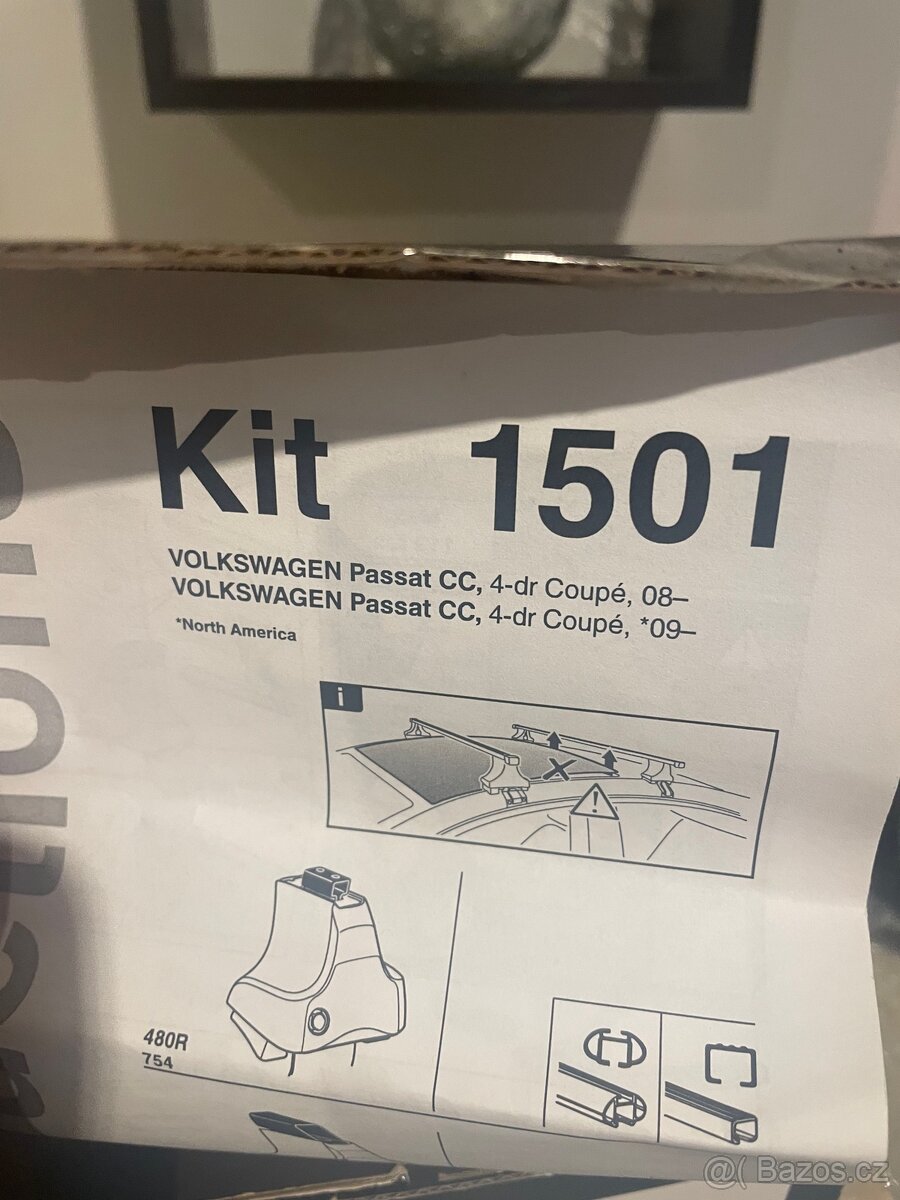 Kit 1501
VOLKSWAGEN Passat CC, 4-dr Coupé, 08–
VOLKSWAGEN Passat CC, 4-dr Coupé, *09–
*North America
i
!
480R
754
@( Bazos.cz